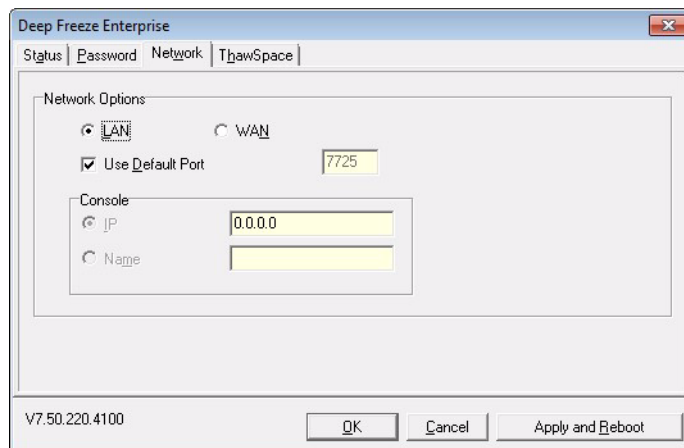 Deep Freeze Enterprise
Status Password Network ThawSpace
Network Options
LAN WAN
Use Default Port 7725
Console
IP 0.0.0.0
Name
V7.50.220.4100 OK Cancel Apply and Reboot